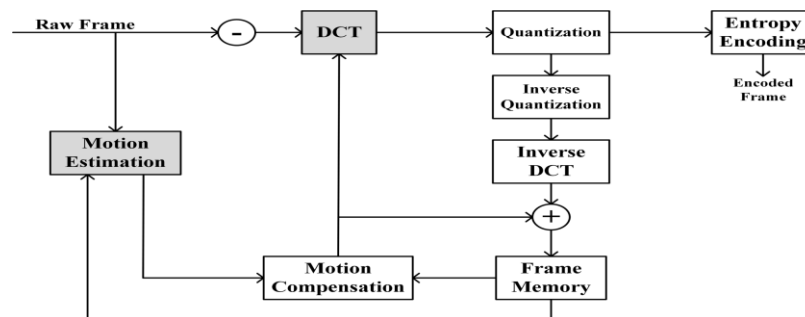 Raw Frame
-
DCT
Quantization
Entropy
Encoding
Encoded
Frame
Inverse
Quantization
Motion
Estimation
Inverse
DCT
+
Motion
Compensation
Frame
Memory